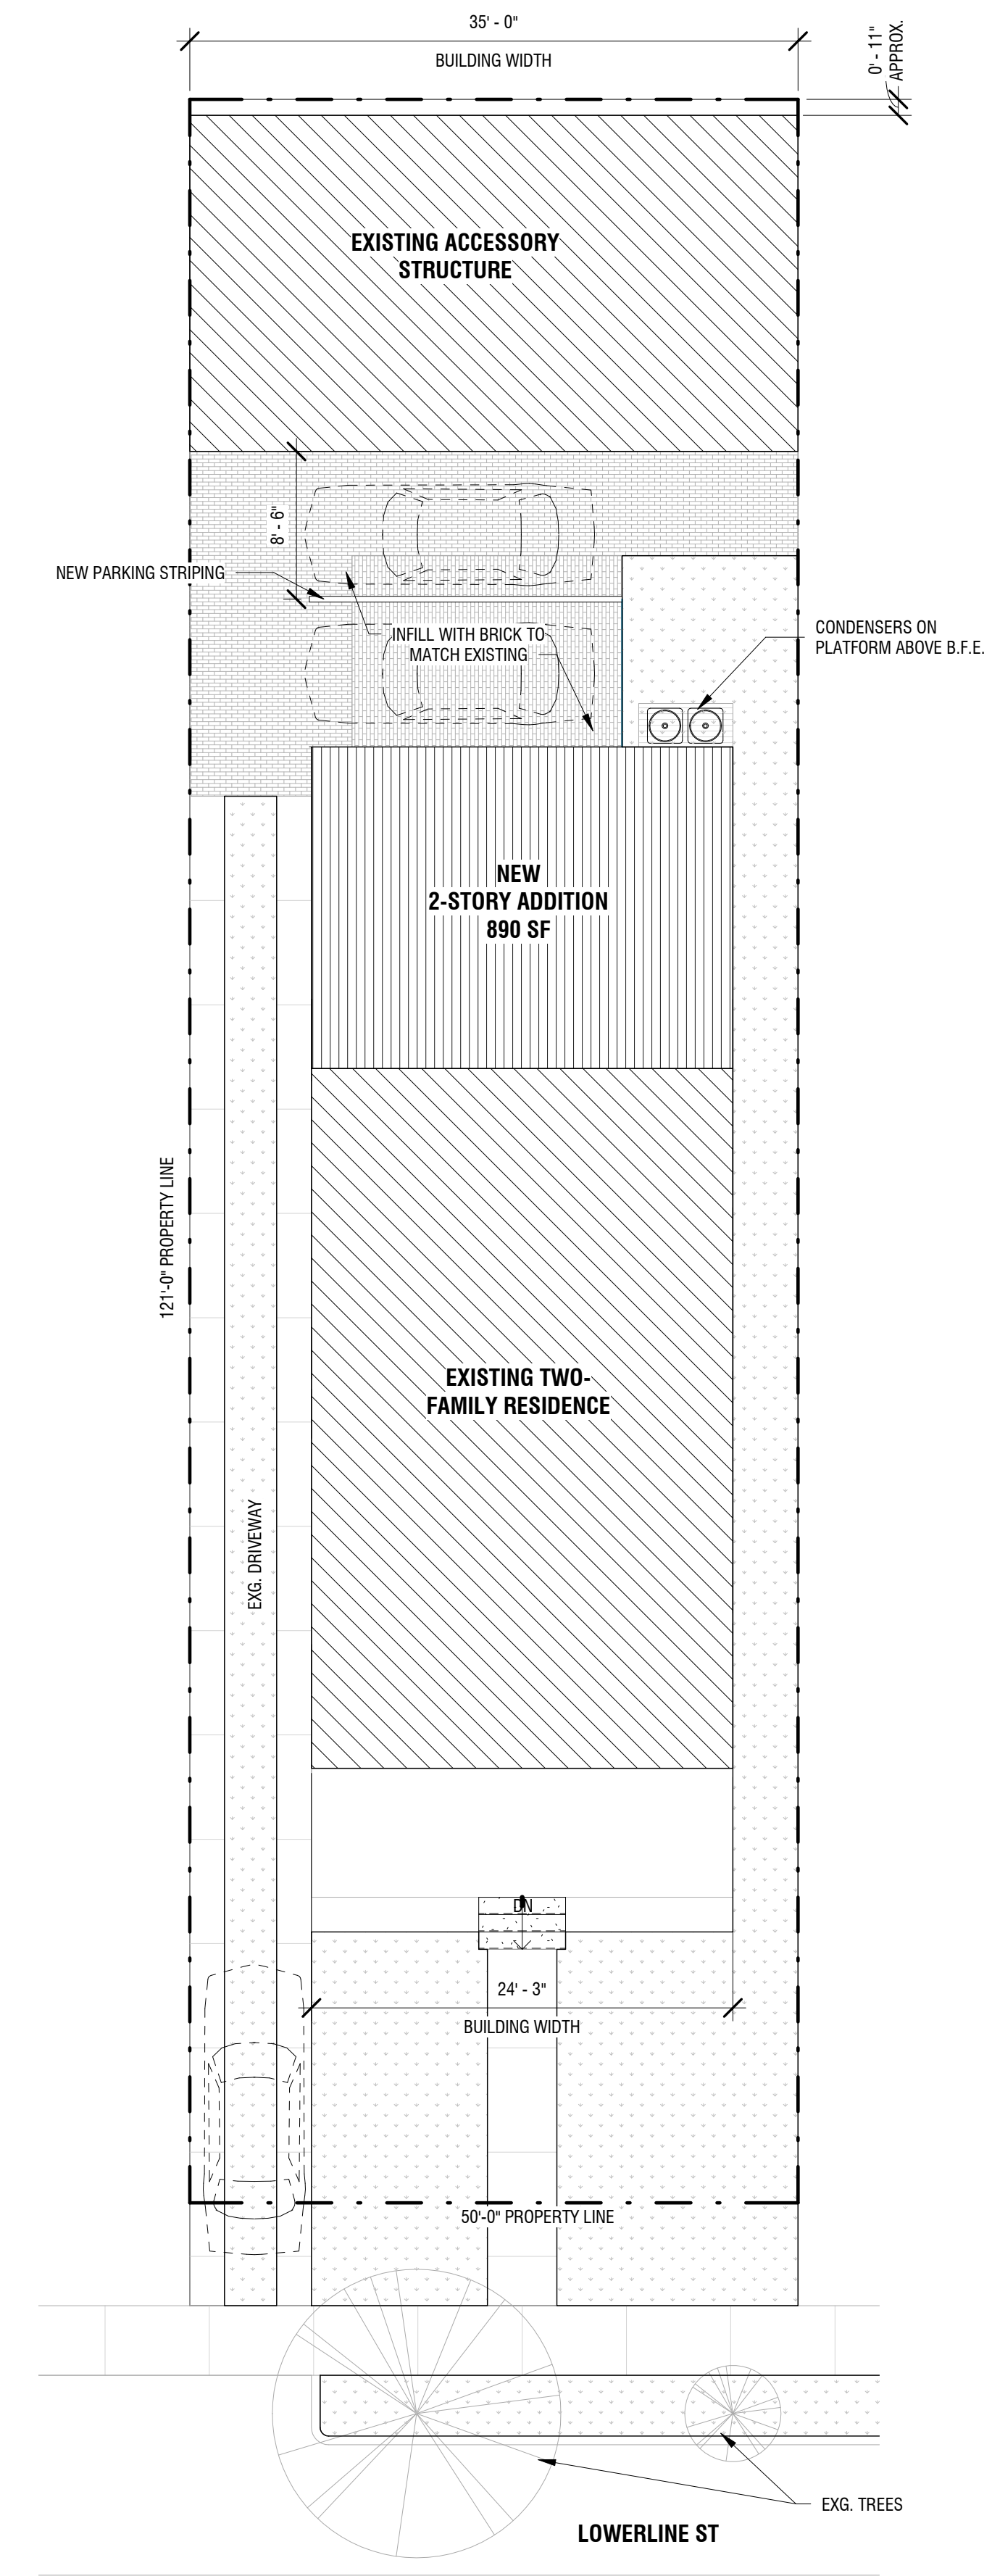 35' - 0"
BUILDING WIDTH
0' - 11"
APPROX.
EXISTING ACCESSORY
STRUCTURE
8' - 6"
NEW PARKING STRIPING
INFILL WITH BRICK TO
MATCH EXISTING
CONDENSERS ON
PLATFORM ABOVE B.F.E.
NEW
2-STORY ADDITION
890 SF
121'-0" PROPERTY LINE
EXISTING TWO-
FAMILY RESIDENCE
EXG. DRIVEWAY
DN
24' - 3"
BUILDING WIDTH
50'-0" PROPERTY LINE
EXG. TREES
LOWERLINE ST